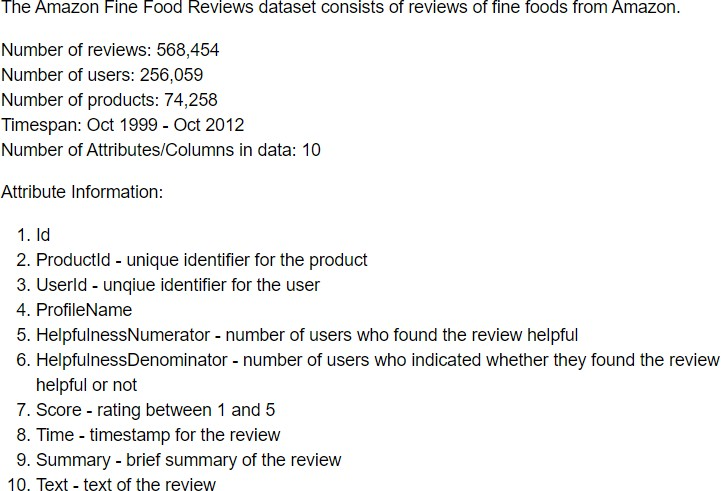 The Amazon Fine Food Reviews dataset consists of reviews of fine foods from Amazon.
Number of reviews: 568,454
Number of users: 256,059
Number of products: 74,258
Timespan: Oct 1999 - Oct 2012
Number of Attributes/Columns in data: 10
Attribute Information:
1. Id
2. ProductId - unique identifier for the product
3. UserId - unqiue identifier for the user
4. ProfileName
5. HelpfulnessNumerator - number of users who found the review helpful
6. HelpfulnessDenominator - number of users who indicated whether they found the review
helpful or not
7. Score - rating between 1 and 5
8. Time - timestamp for the review
9. Summary - brief summary of the review
10. Text - text of the review